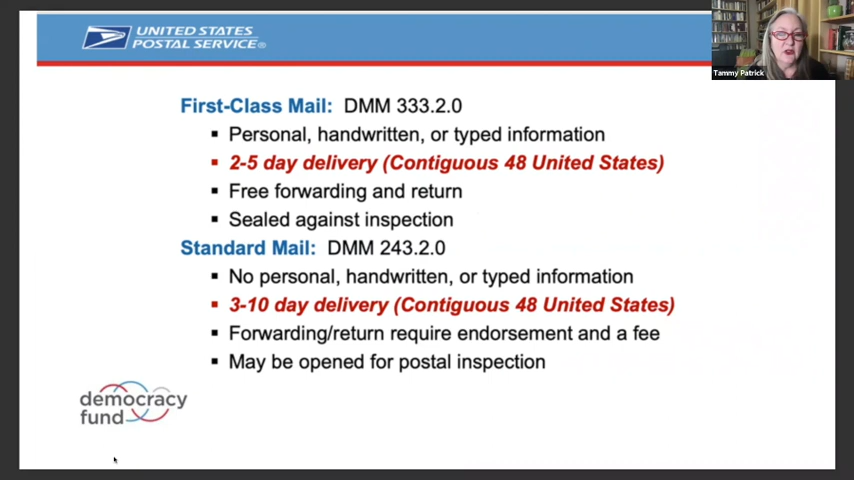 UNITED STATES
POSTAL SERVICE®
Tammy Patrick
First-Class Mail: DMM 333.2.0
▪ Personal, handwritten, or typed information
▪ 2-5 day delivery (Contiguous 48 United States)
▪ Free forwarding and return
▪ Sealed against inspection
Standard Mail: DMM 243.2.0
▪ No personal, handwritten, or typed information
▪ 3-10 day delivery (Contiguous 48 United States)
▪ Forwarding/return require endorsement and a fee
▪ May be opened for postal inspection
democracy
fund